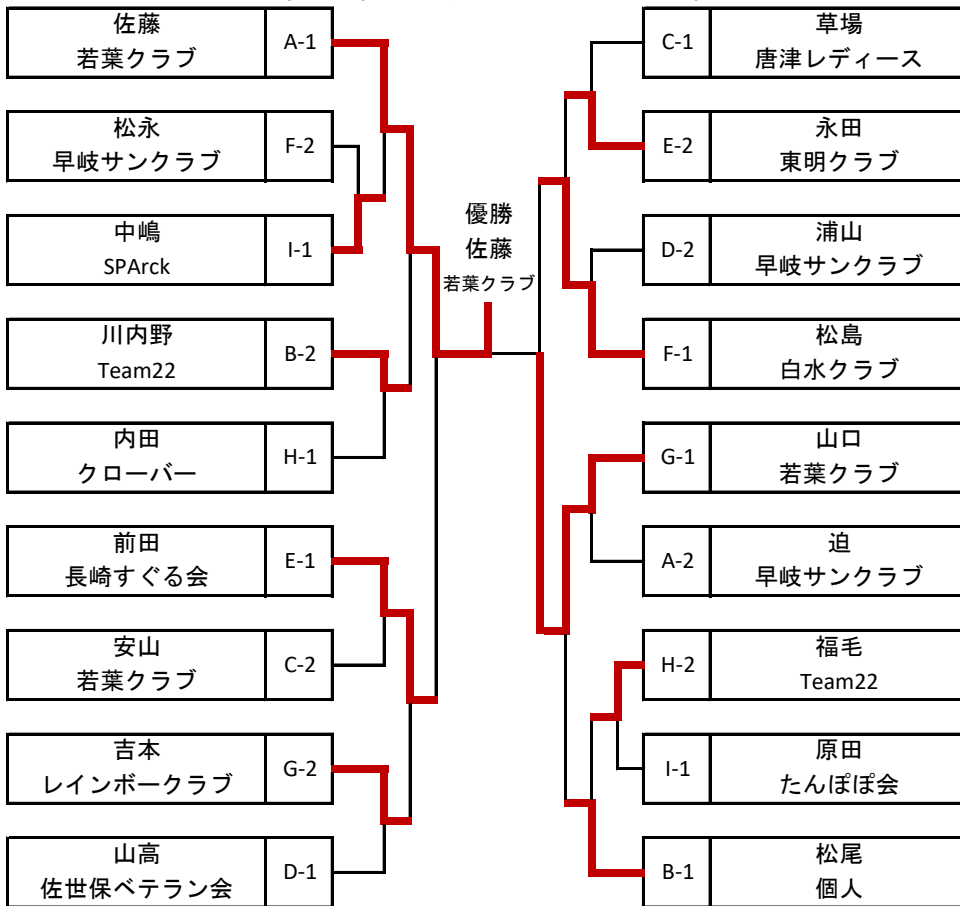 佐藤
若葉クラブ
A-1
松永
早岐サンクラブ
F-2
中嶋
SPArck
I-1
川内野
Team22
B-2
内田
クローバー
H-1
前田
長崎すぐる会
E-1
安山
若葉クラブ
C-2
吉本
レインボークラブ
G-2
山高
佐世保ベテラン会
D-1
優勝
佐藤
若葉クラブ
C-1
草場
唐津レディース
E-2
永田
東明クラブ
D-2
浦山
早岐サンクラブ
F-1
松島
白水クラブ
G-1
山口
若葉クラブ
A-2
迫
早岐サンクラブ
H-2
福毛
Team22
I-1
原田
たんぽぽ会
B-1
松尾
個人